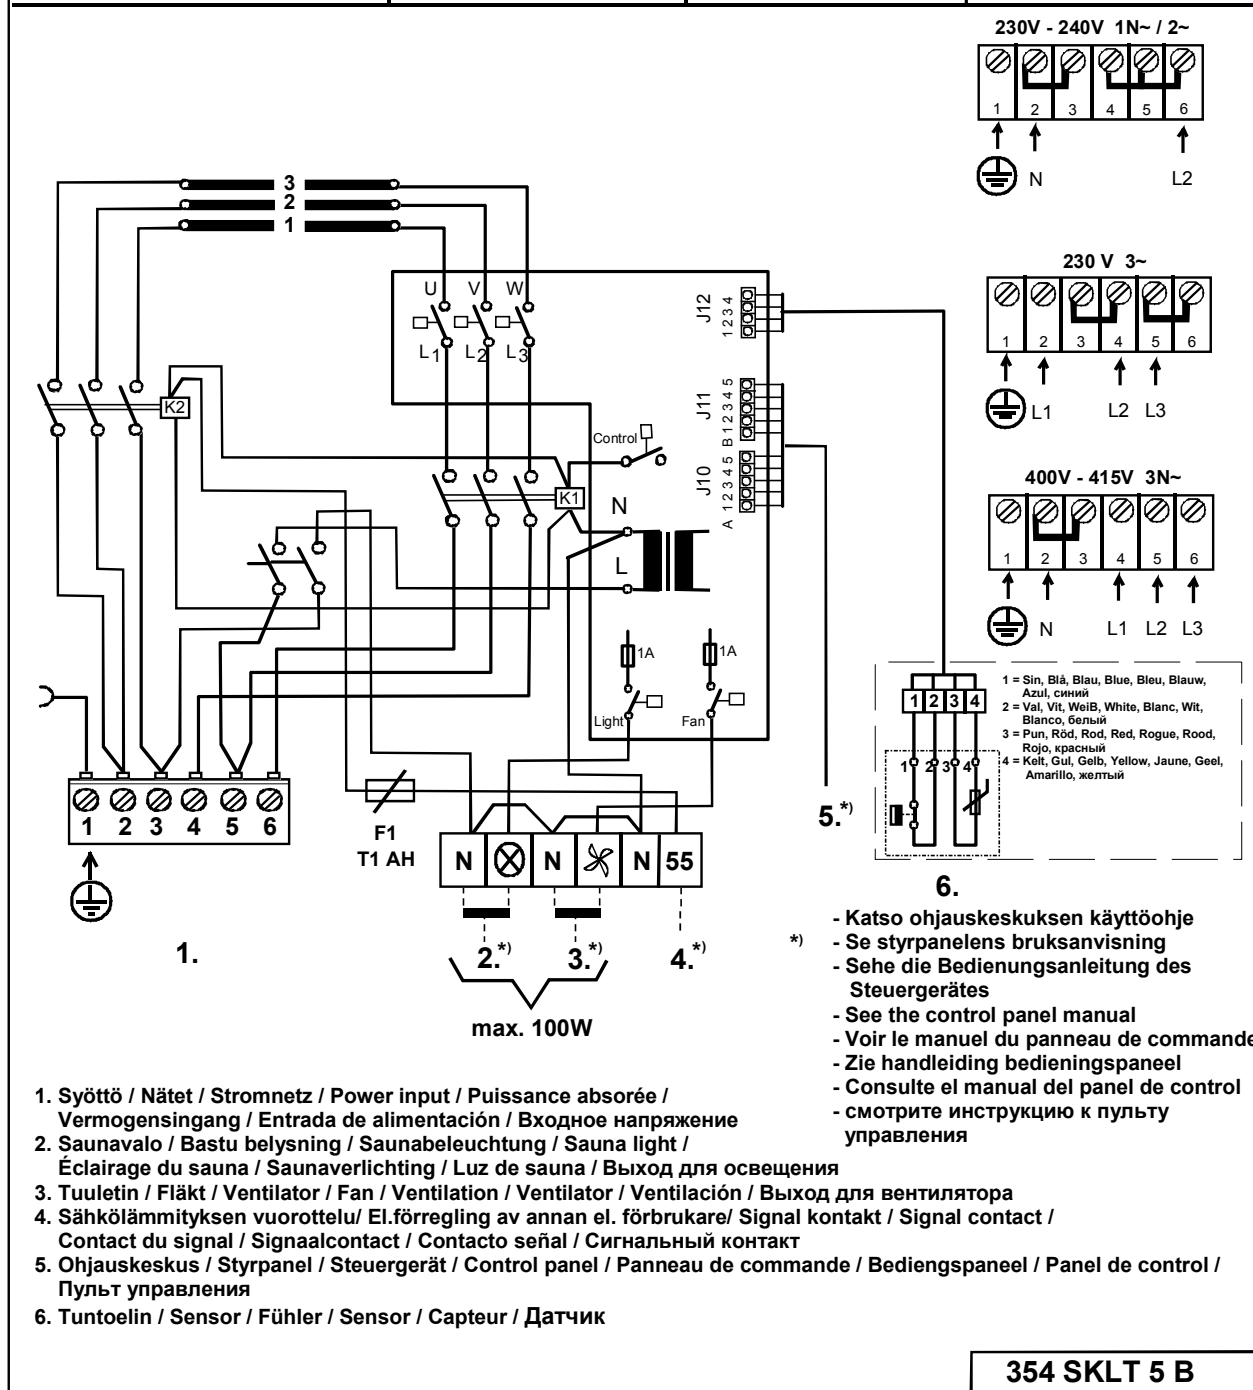 230V - 240V 1N~ / 2~
1 2 3 4 5 6
N L2
3
2
1
230 V 3~
1 2 3 4 5 6
L1 L2 L3
U V W
L1 L2 L3
J12
1 2 3 4
J11
B 1 2 3 4 5
J10
A 1 2 3 4 5
K2
Control
K1
N
L
400V - 415V 3N~
1 2 3 4 5 6
N L1 L2 L3
1A 1A
Light Fan
1 2 3 4
1 2 3 4
1 = Sin, Blå, Blau, Blue, Bleu, Blauw,
Azul, синий
2 = Val, Vit, WeiB, White, Blanc, Wit,
Blanco, белый
3 = Pun, Röd, Rod, Red, Rogue, Rood,
Rojo, красный
4 = Kelt, Gul, Gelb, Yellow, Jaune, Geel,
Amarillo, желтый
1 2 3 4 5 6
F1
T1 AH
N N N 55
5.*)
6.
1.
2.*) 3.*) 4.*)
max. 100W
- Katso ohjauskeskuksen käyttöohje
*) - Se styrpanelens bruksanvisning
- Sehe die Bedienungsanleitung des
Steuergerätes
- See the control panel manual
- Voir le manuel du panneau de commande
- Zie handleiding bedieningspaneel
- Consulte el manual del panel de control
- смотрите инструкцию к пульту
управления
1. Syöttö / Nätet / Stromnetz / Power input / Puissance absorée /
Vermogensingang / Entrada de alimentación / Входное напряжение
2. Saunavalo / Bastu belysning / Saunabeleuchtung / Sauna light /
Éclairage du sauna / Saunaverlichting / Luz de sauna / Выход для освещения
3. Tuuletin / Fläkt / Ventilator / Fan / Ventilation / Ventilator / Ventilación / Выход для вентилятора
4. Sähkölämmityksen vuorottelu/ El.förregling av annan el. förbrukare/ Signal kontakt / Signal contact /
Contact du signal / Signaalcontact / Contacto señal / Сигнальный контакт
5. Ohjauskeskus / Styrpanel / Steuergerät / Control panel / Panneau de commande / Bediengspaneel / Panel de control /
Пульт управления
6. Tuntoelin / Sensor / Fühler / Sensor / Capteur / Датчик
354 SKLT 5 B